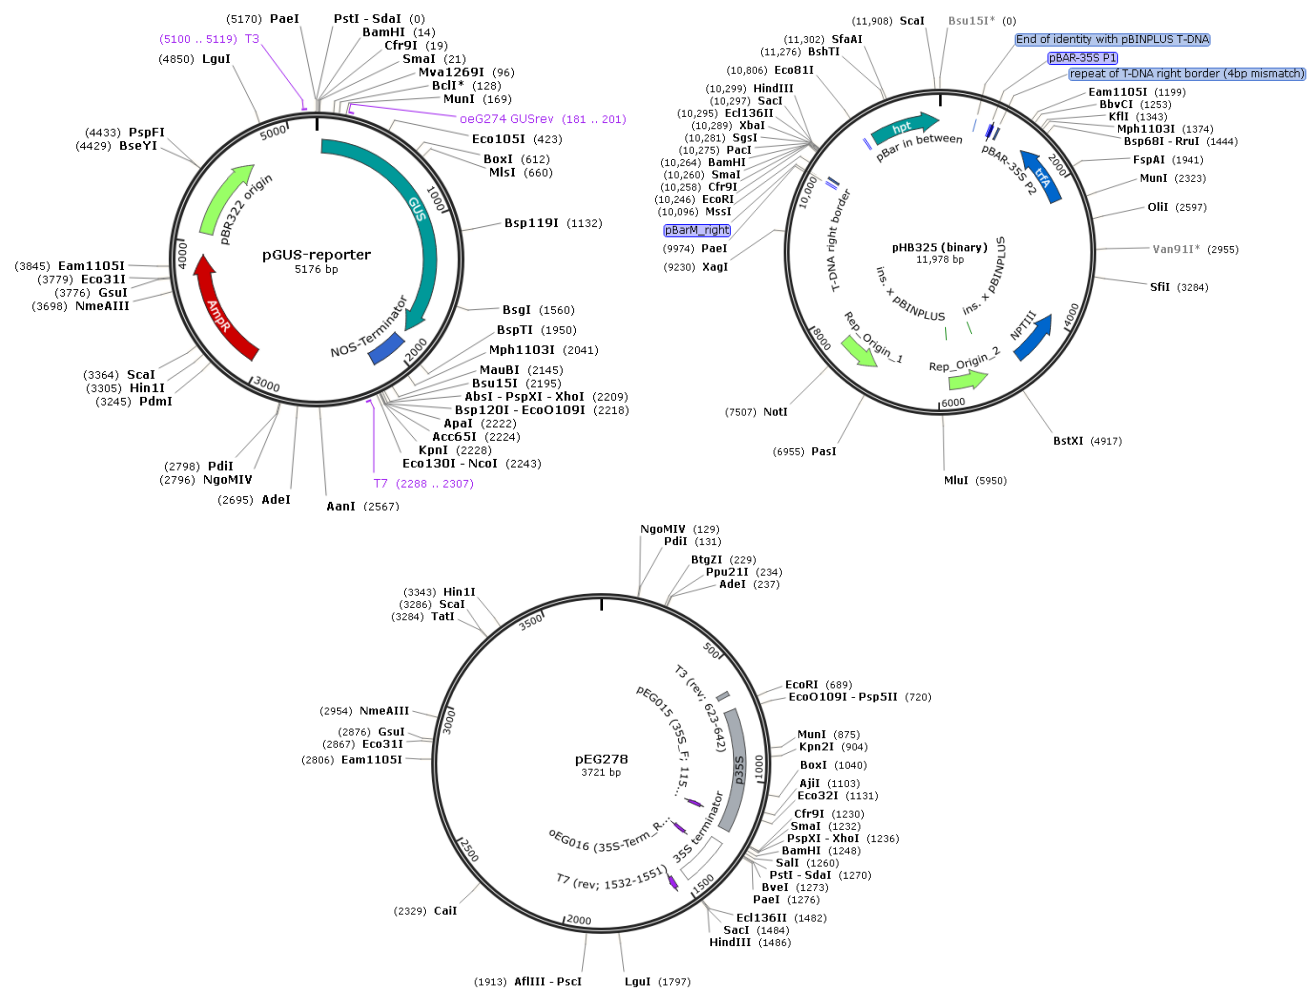 (5170) PaeI
PstI - SdaI (0)
BamHI (14)
(5100 .. 5119) T3
Cfr9I (19)
(4850) LguI
SmaI (21)
Mva1269I (96)
BclI* (128)
MunI (169)
oeG274 GUSrev (181 .. 201)
(4433) PspFI
(4429) BseYI
Eco105I (423)
BoxI (612)
MlsI (660)
Bsp119I (1132)
(3845) Eam1105I
(3779) Eco31I
(3776) GsuI
(3698) NmeAIII
BsgI (1560)
BspTI (1950)
Mph1103I (2041)
MauBI (2145)
Bsu15I (2195)
AbsI - PspXI - XhoI (2209)
Bsp120I - EcoO109I (2218)
ApaI (2222)
Acc65I (2224)
KpnI (2228)
Eco130I - NcoI (2243)
T7 (2288 .. 2307)
(3364) ScaI
(3305) Hin1I
(3245) PdmI
(2798) PdiI
(2796) NgoMIV
(2695) AdeI
AanI (2567)
5000
1000
2000
3000
4000
GUS
NOS-Terminator
AmpR
pBR322 origin
pGUS-reporter
5176 bp
(11,908) ScaI
Bsu15I* (0)
(11,302) SfaAI
(11,276) BshTI
(10,806) Eco81I
(10,299) HindIII
(10,297) SacI
(10,295) Ecl136II
(10,289) XbaI
(10,281) SgsI
(10,275) PacI
(10,264) BamHI
(10,260) SmaI
(10,258) Cfr9I
(10,246) EcoRI
(10,096) MssI
pBarM_right
(9974) PaeI
(9230) XagI
End of identity with pBINPLUS T-DNA
pBAR-35S P1
repeat of T-DNA right border (4bp mismatch)
Eam1105I (1199)
BbvCI (1253)
KflI (1343)
Mph1103I (1374)
Bsp68I - RruI (1444)
FspAI (1941)
MunI (2323)
OliI (2597)
Van91I* (2955)
SfiI (3284)
BstXI (4917)
MluI (5950)
(6955) PasI
(7507) NotI
2000
4000
6000
8000
10,000
hpt
pBar in between
pBAR-35S P2
trfA
T-DNA right border
ins. x pBINPLUS
ins. x pBINPLUS
Rep_Origin_1
Rep_Origin_2
NPTIII
pHB325 (binary)
11,978 bp
NgoMIV (129)
PdiI (131)
BtgZI (229)
Ppu21I (234)
AdeI (237)
(3343) Hin1I
(3286) ScaI
(3284) TatI
EcoRI (689)
EcoO109I - Psp5II (720)
(2954) NmeAIII
(2876) GsuI
(2867) Eco31I
(2806) Eam1105I
MunI (875)
Kpn2I (904)
BoxI (1040)
AjiI (1103)
Eco32I (1131)
Cfr9I (1230)
SmaI (1232)
PspXI - XhoI (1236)
BamHI (1248)
SalI (1260)
PstI - SdaI (1270)
BveI (1273)
PaeI (1276)
Ecl136II (1482)
SacI (1484)
HindIII (1486)
(2329) CaiI
(1913) AflIII - PscI
LguI (1797)
500
1000
1500
2000
2500
3000
3500
T3 (rev; 623-642)
pEG015 (35S_F; 115...
p35S
oEG016 (35S-Term_R...
35S terminator
T7 (rev; 1532-1551)
pEG278
3721 bp